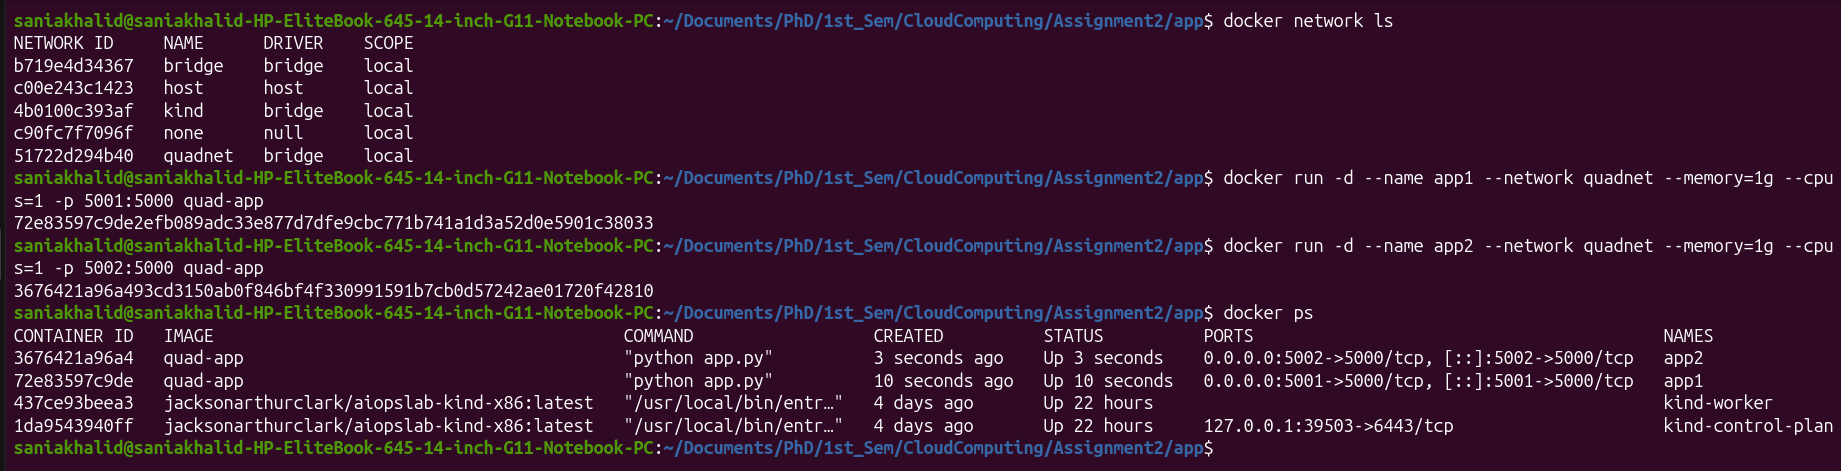 saniakhalid@saniakhalid-HP-EliteBook-645-14-inch-G11-Notebook-PC:~/Documents/PhD/1st_Sem/CloudComputing/Assignment2/app$ docker network ls
NETWORK ID     NAME      DRIVER    SCOPE
b719e4d34367   bridge    bridge    local
c00e243c1423   host      host      local
4b0100c393af   kind      bridge    local
c90fc7f7096f   none      null      local
51722d294b40   quadnet   bridge    local
saniakhalid@saniakhalid-HP-EliteBook-645-14-inch-G11-Notebook-PC:~/Documents/PhD/1st_Sem/CloudComputing/Assignment2/app$ docker run -d --name app1 --network quadnet --memory=1g --cpu
s=1 -p 5001:5000 quad-app
72e83597c9de2efb089adc33e877d7dfe9cbc771b741a1d3a52d0e5901c38033
saniakhalid@saniakhalid-HP-EliteBook-645-14-inch-G11-Notebook-PC:~/Documents/PhD/1st_Sem/CloudComputing/Assignment2/app$ docker run -d --name app2 --network quadnet --memory=1g --cpu
s=1 -p 5002:5000 quad-app
3676421a96a493cd3150ab0f846bf4f330991591b7cb0d57242ae01720f42810
saniakhalid@saniakhalid-HP-EliteBook-645-14-inch-G11-Notebook-PC:~/Documents/PhD/1st_Sem/CloudComputing/Assignment2/app$ docker ps
CONTAINER ID   IMAGE                                         COMMAND                  CREATED          STATUS          PORTS                                         NAMES
3676421a96a4   quad-app                                      "python app.py"          3 seconds ago    Up 3 seconds    0.0.0.0:5002->5000/tcp, [::]:5002->5000/tcp   app2
72e83597c9de   quad-app                                      "python app.py"          10 seconds ago   Up 10 seconds   0.0.0.0:5001->5000/tcp, [::]:5001->5000/tcp   app1
437ce93beea3   jacksonarthurclark/aiopslab-kind-x86:latest   "/usr/local/bin/entr…"   4 days ago       Up 22 hours                                                   kind-worker
1da9543940ff   jacksonarthurclark/aiopslab-kind-x86:latest   "/usr/local/bin/entr…"   4 days ago       Up 22 hours     127.0.0.1:39503->6443/tcp                     kind-control-plan
saniakhalid@saniakhalid-HP-EliteBook-645-14-inch-G11-Notebook-PC:~/Documents/PhD/1st_Sem/CloudComputing/Assignment2/app$